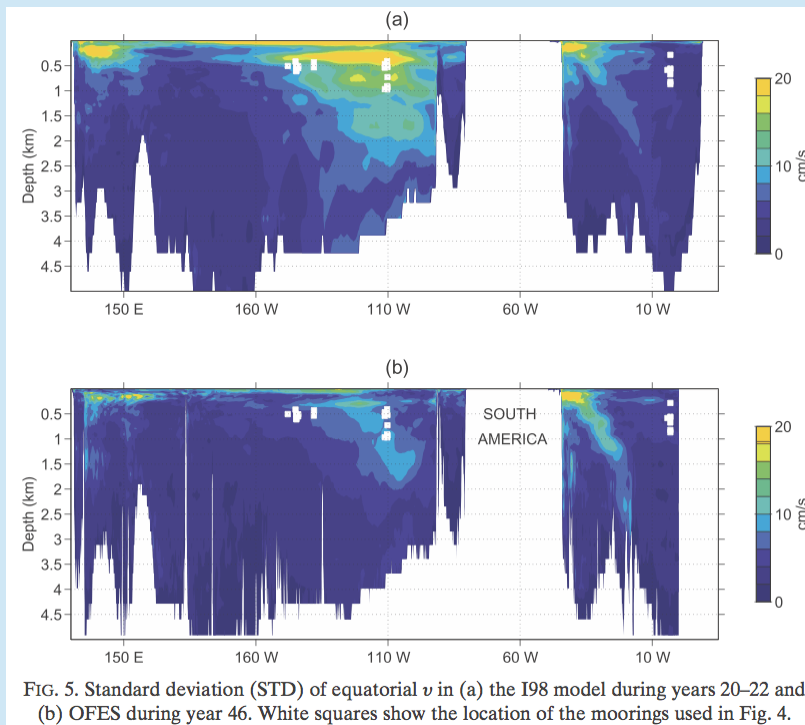 (a)
20
0.5
1
1.5
2
10
2.5
3
3.5
4
0
4.5
Depth (km)
cm/s
150 E 160 W 110 W 60 W 10 W
(b)
SOUTH
AMERICA
20
0.5
1
1.5
2
10
2.5
3
3.5
4
0
4.5
Depth (km)
cm/s
150 E 160 W 110 W 60 W 10 W
FIG. 5. Standard deviation (STD) of equatorial v in (a) the I98 model during years 20–22 and
(b) OFES during year 46. White squares show the location of the moorings used in Fig. 4.